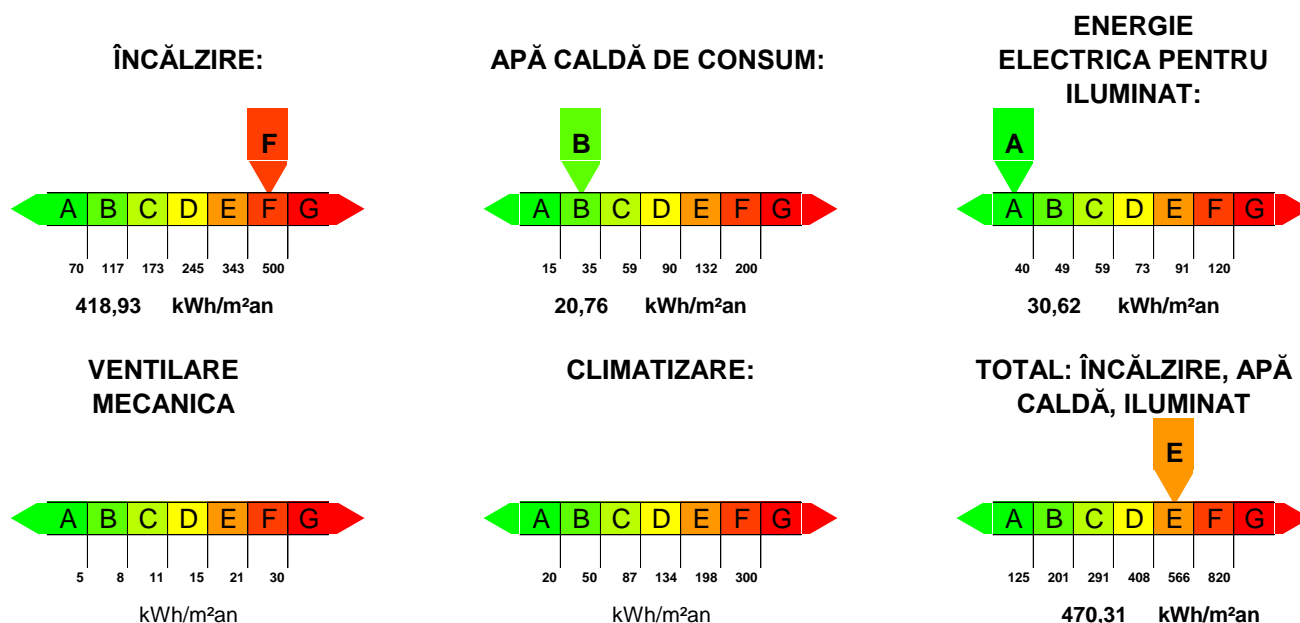 ÎNCĂLZIRE:
F
A B C D E F G
70 117 173 245 343 500
418,93 kWh/m²an
APĂ CALDĂ DE CONSUM:
B
A B C D E F G
15 35 59 90 132 200
20,76 kWh/m²an
ENERGIE
ELECTRICA PENTRU
ILUMINAT:
A
A B C D E F G
40 49 59 73 91 120
30,62 kWh/m²an
VENTILARE
MECANICA
A B C D E F G
5 8 11 15 21 30
kWh/m²an
CLIMATIZARE:
A B C D E F G
20 50 87 134 198 300
kWh/m²an
TOTAL: ÎNCĂLZIRE, APĂ
CALDĂ, ILUMINAT
E
A B C D E F G
125 201 291 408 566 820
470,31 kWh/m²an